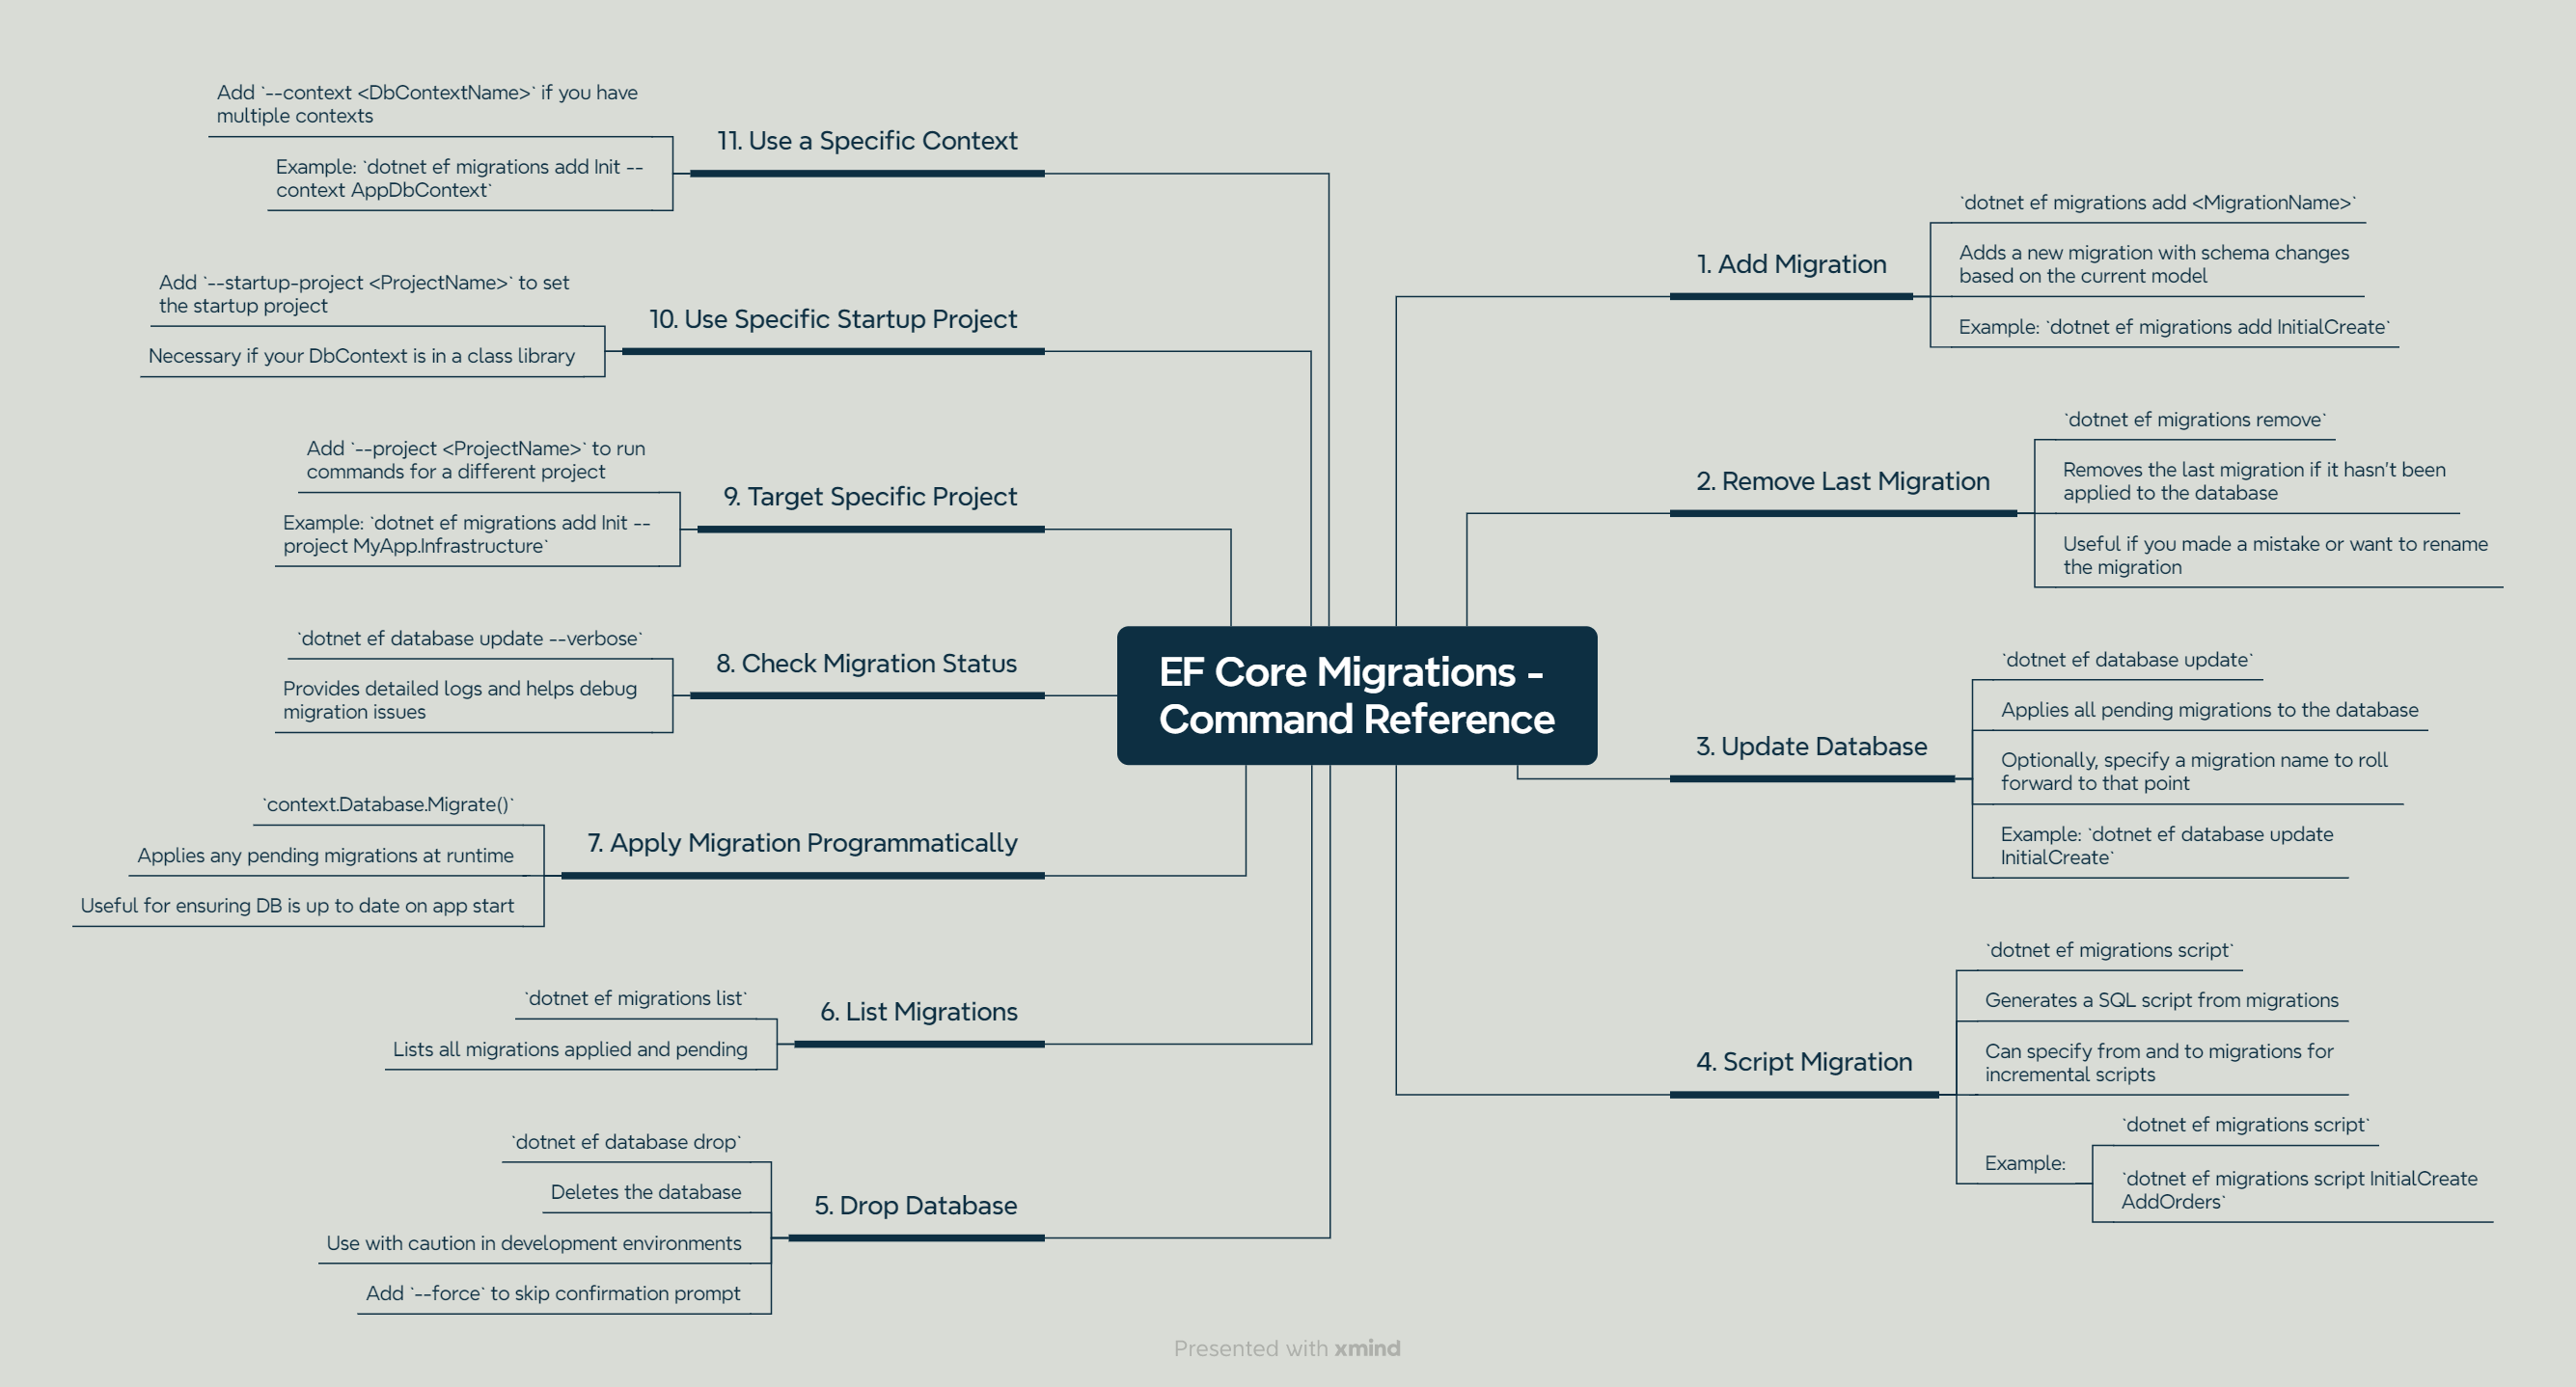 EF Core Migrations -
Command Reference
1. Add Migration
`dotnet ef migrations add <MigrationName>`
Adds a new migration with schema changes
based on the current model
Example: `dotnet ef migrations add InitialCreate`
2. Remove Last Migration
`dotnet ef migrations remove`
Removes the last migration if it hasn't been
applied to the database
Useful if you made a mistake or want to rename
the migration
3. Update Database
`dotnet ef database update`
Applies all pending migrations to the database
Optionally, specify a migration name to roll
forward to that point
Example: `dotnet ef database update
InitialCreate`
4. Script Migration
`dotnet ef migrations script`
Generates a SQL script from migrations
Can specify from and to migrations for
incremental scripts
Example:
`dotnet ef migrations script`
`dotnet ef migrations script InitialCreate
AddOrders`
5. Drop Database
`dotnet ef database drop`
Deletes the database
Use with caution in development environments
Add `--force` to skip confirmation prompt
6. List Migrations
`dotnet ef migrations list`
Lists all migrations applied and pending
7. Apply Migration Programmatically
`context.Database.Migrate()`
Applies any pending migrations at runtime
Useful for ensuring DB is up to date on app start
8. Check Migration Status
`dotnet ef database update --verbose`
Provides detailed logs and helps debug
migration issues
9. Target Specific Project
Add `--project <ProjectName>` to run
commands for a different project
Example: `dotnet ef migrations add Init --
project MyApp.Infrastructure`
10. Use Specific Startup Project
Add `--startup-project <ProjectName>` to set
the startup project
Necessary if your DbContext is in a class library
11. Use a Specific Context
Add `--context <DbContextName>` if you have
multiple contexts
Example: `dotnet ef migrations add Init --
context AppDbContext`
Presented with xmind